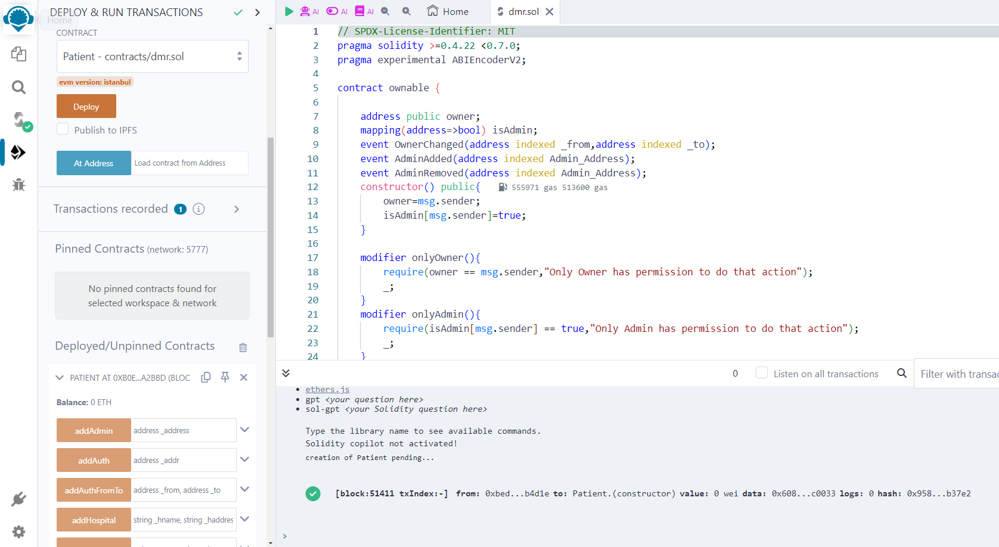 DEPLOY & RUN TRANSACTIONS
Home
CONTRACT
Patient - contracts/dmr.sol
evm version: istanbul
Deploy
Publish to IPFS
At Address
Load contract from Address
Transactions recorded 1 i
Pinned Contracts (network: 5777)
No pinned contracts found for
selected workspace & network
Deployed/Unpinned Contracts
PATIENT AT 0XB0E...A2BBD (BLOC
Balance: 0 ETH
addAdmin address _address
addAuth address _addr
addAuthFromTo address _from, address _to
addHospital string _hname, string _haddres
AI AI AI Home dmr.sol
1 // SPDX-License-Identifier: MIT
2 pragma solidity >=0.4.22 <0.7.0;
3 pragma experimental ABIEncoderV2;
4
5 contract ownable {
6
7 address public owner;
8 mapping(address=>bool) isAdmin;
9 event OwnerChanged(address indexed _from,address indexed _to);
10 event AdminAdded(address indexed Admin_Address);
11 event AdminRemoved(address indexed Admin_Address);
12 constructor() public{ 555971 gas 513600 gas
13 owner=msg.sender;
14 isAdmin[msg.sender]=true;
15 }
16
17 modifier onlyOwner(){
18 require(owner == msg.sender,"Only Owner has permission to do that action");
19 _;
20 }
21 modifier onlyAdmin(){
22 require(isAdmin[msg.sender] == true,"Only Admin has permission to do that action");
23 _;
24 }
0 Listen on all transactions Filter with transac
• ethers.js
• gpt <your question here>
• sol-gpt <your Solidity question here>
Type the library name to see available commands.
Solidity copilot not activated!
creation of Patient pending...
[block:51411 txIndex:-] from: 0xbed...b4d1e to: Patient.(constructor) value: 0 wei data: 0x608...c0033 logs: 0 hash: 0x958...b37e2
>